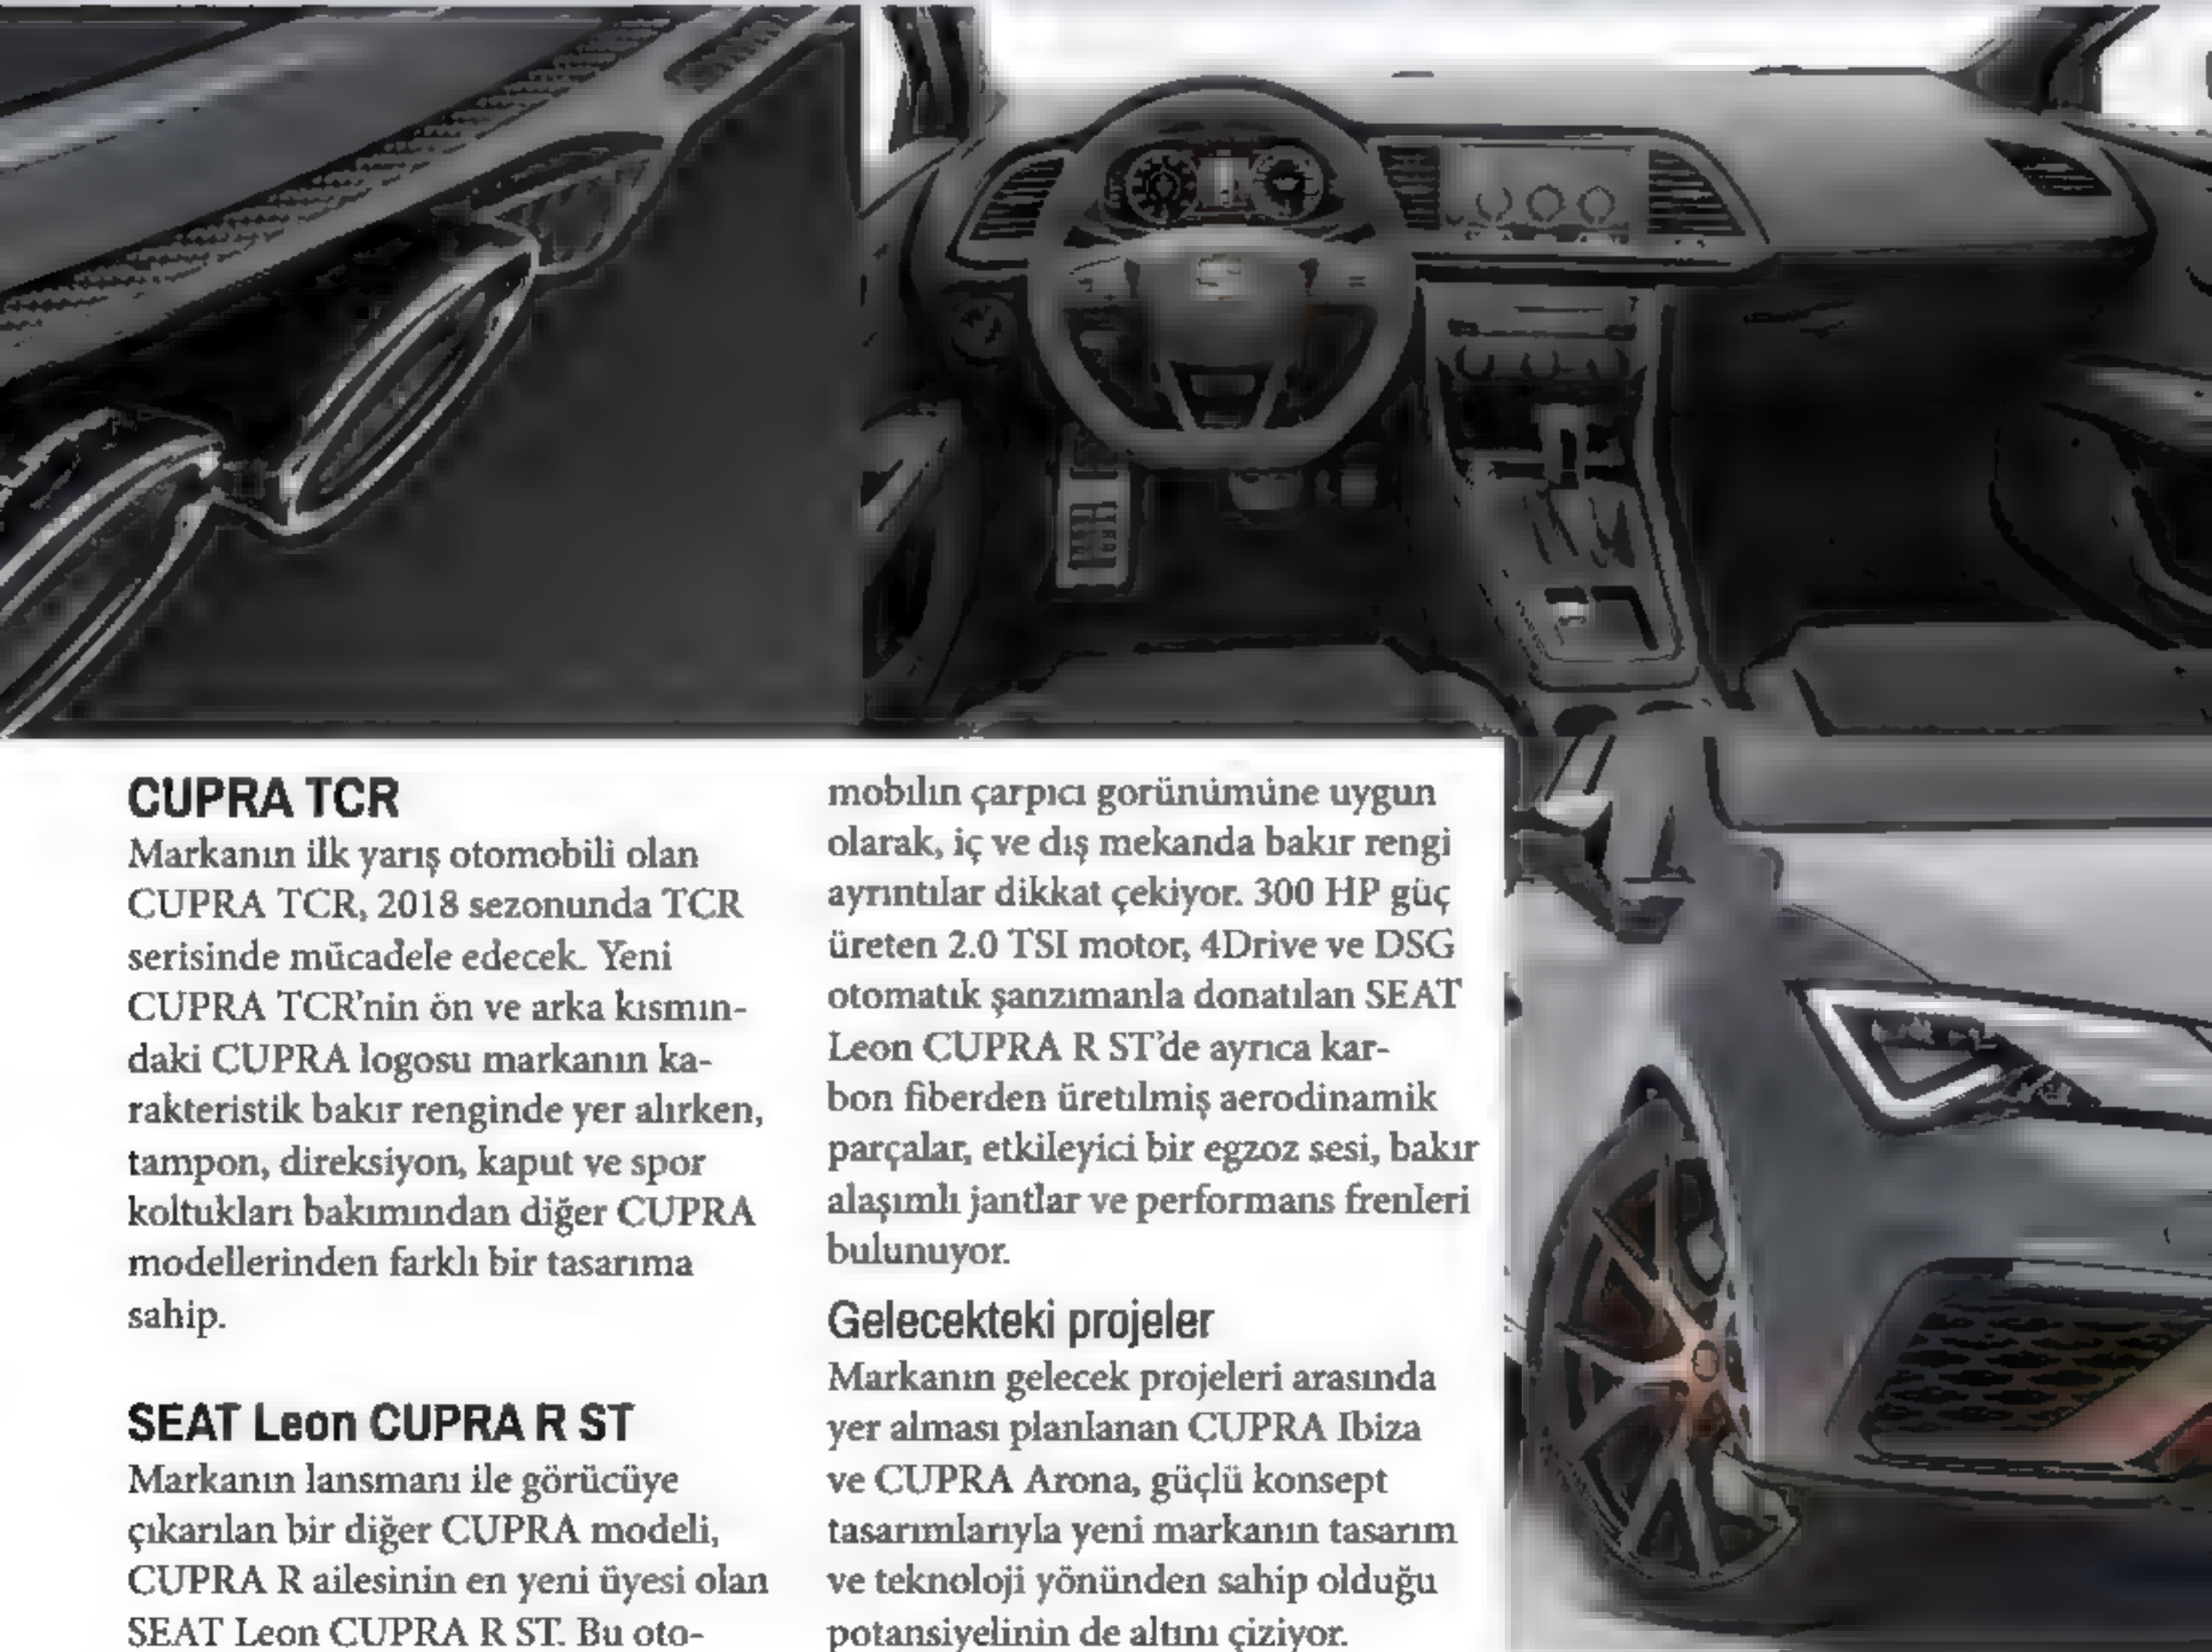 CUPRA TCR
Markanın ilk yarış otomobili olan
CUPRA TCR, 2018 sezonunda TCR
serisinde mücadele edecek. Yeni
CUPRA TCR'nin ön ve arka kısmın-
daki CUPRA logosu markanın ka-
rakteristik bakır renginde yer alırken,
tampon, direksiyon, kaput ve spor
koltukları bakımından diğer CUPRA
modellerinden farklı bir tasarıma
sahip.
SEAT Leon CUPRA R ST
Markanın lansmanı ile görücüye
çıkarılan bir diğer CUPRA modeli,
CUPRA R ailesinin en yeni üyesi olan
SEAT Leon CUPRA R ST. Bu oto-
mobilin çarpıcı görünümüne uygun
olarak, iç ve dış mekanda bakır rengi
ayrıntılar dikkat çekiyor. 300 HP güç
üreten 2.0 TSI motor, 4Drive ve DSG
otomatik şanzımanla donatılan SEAT
Leon CUPRA R ST'de ayrıca kar-
bon fiberden üretilmiş aerodinamik
parçalar, etkileyici bir egzoz sesi, bakır
alaşımlı jantlar ve performans frenleri
bulunuyor.
Gelecekteki projeler
Markanın gelecek projeleri arasında
yer alması planlanan CUPRA Ibiza
ve CUPRA Arona, güçlü konsept
tasarımlarıyla yeni markanın tasarım
ve teknoloji yönünden sahip olduğu
potansiyelinin de altını çiziyor.